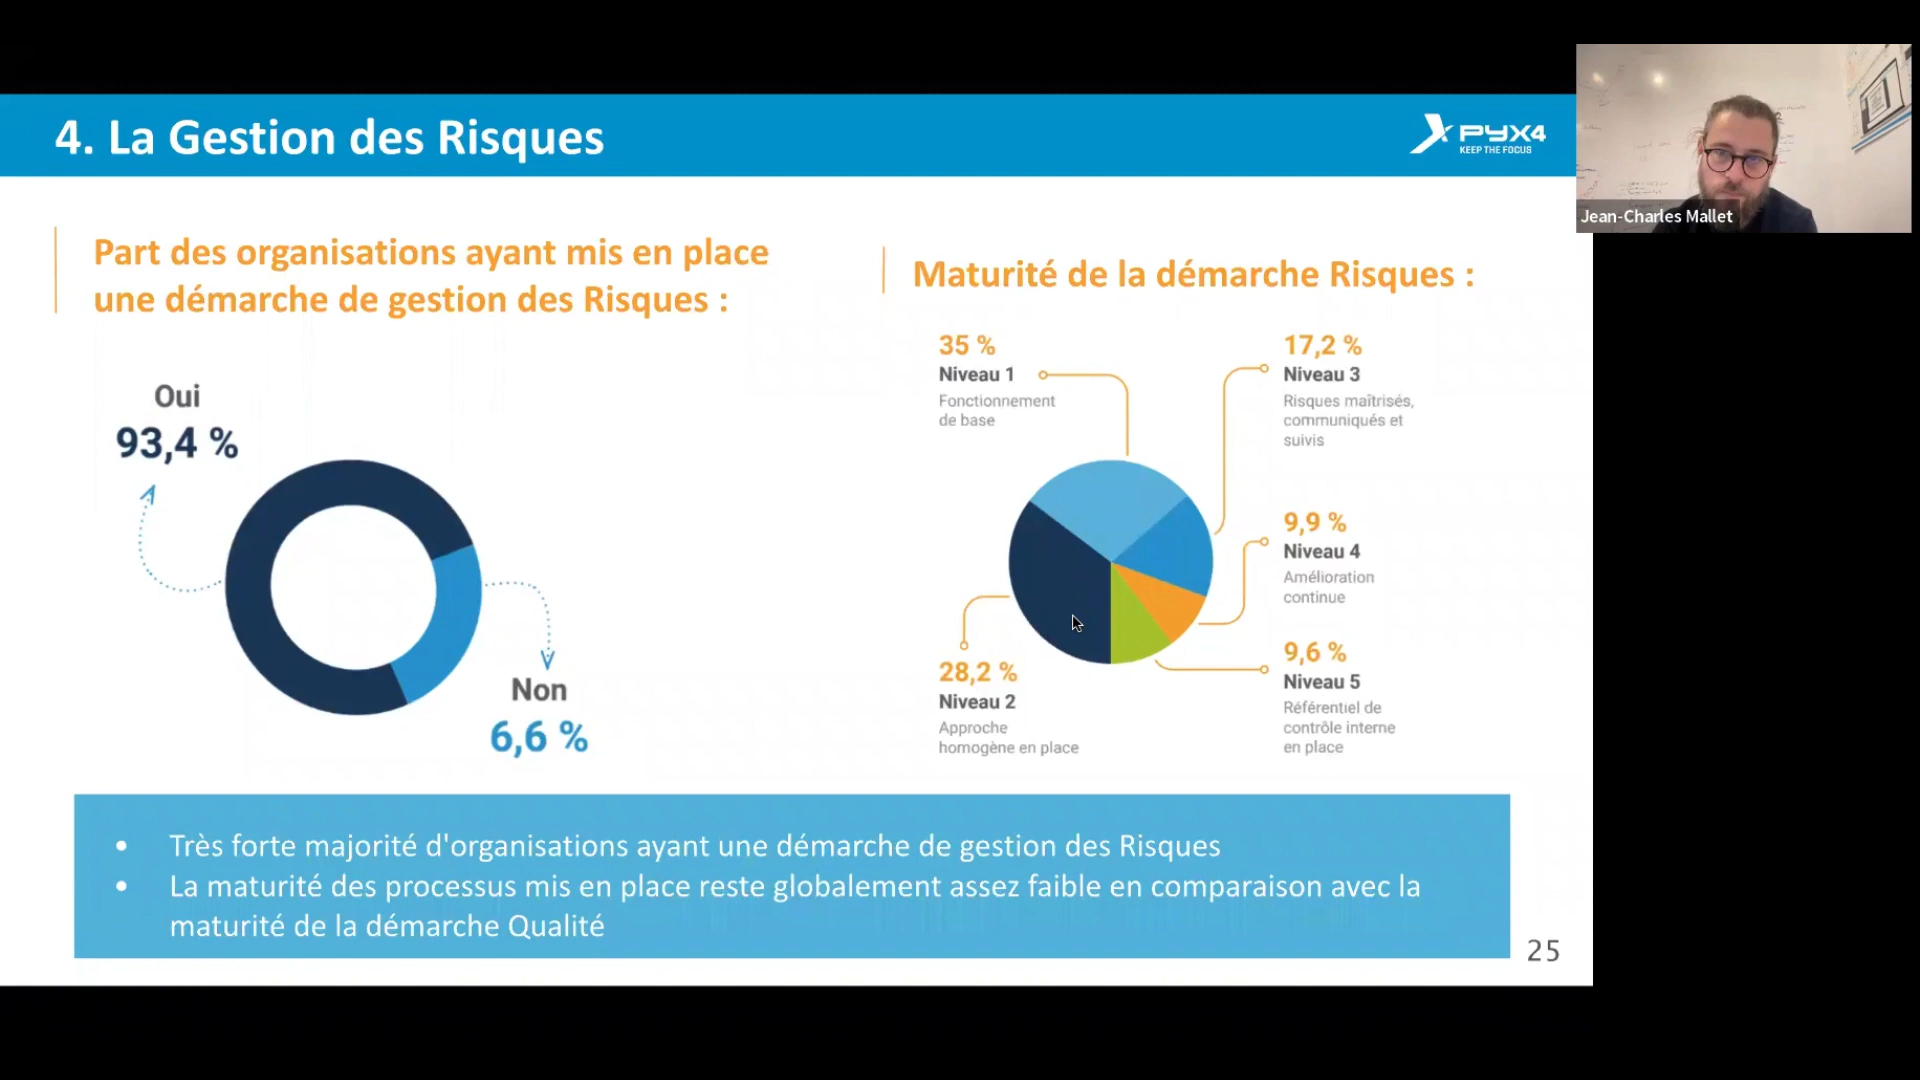 4. La Gestion des Risques
PYX4
KEEP THE FOCUS
Jean-Charles Mallet
Part des organisations ayant mis en place
une démarche de gestion des Risques :
Oui
93,4 %
Non
6,6 %
Maturité de la démarche Risques :
35 %
Niveau 1
Fonctionnement
de base
17,2 %
Niveau 3
Risques maîtrisés,
communiqués et
suivis
9,9 %
Niveau 4
Amélioration
continue
28,2 %
Niveau 2
Approche
homogène en place
9,6 %
Niveau 5
Référentiel de
contrôle interne
en place
• Très forte majorité d'organisations ayant une démarche de gestion des Risques
• La maturité des processus mis en place reste globalement assez faible en comparaison avec la
maturité de la démarche Qualité
25